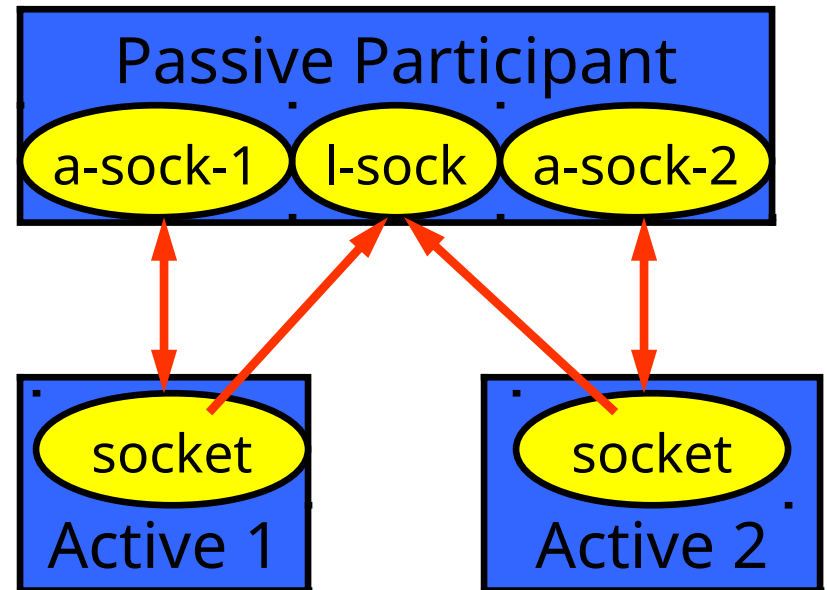 Passive Participant
a-sock-1
l-sock
a-sock-2
socket
socket
Active 1
Active 2